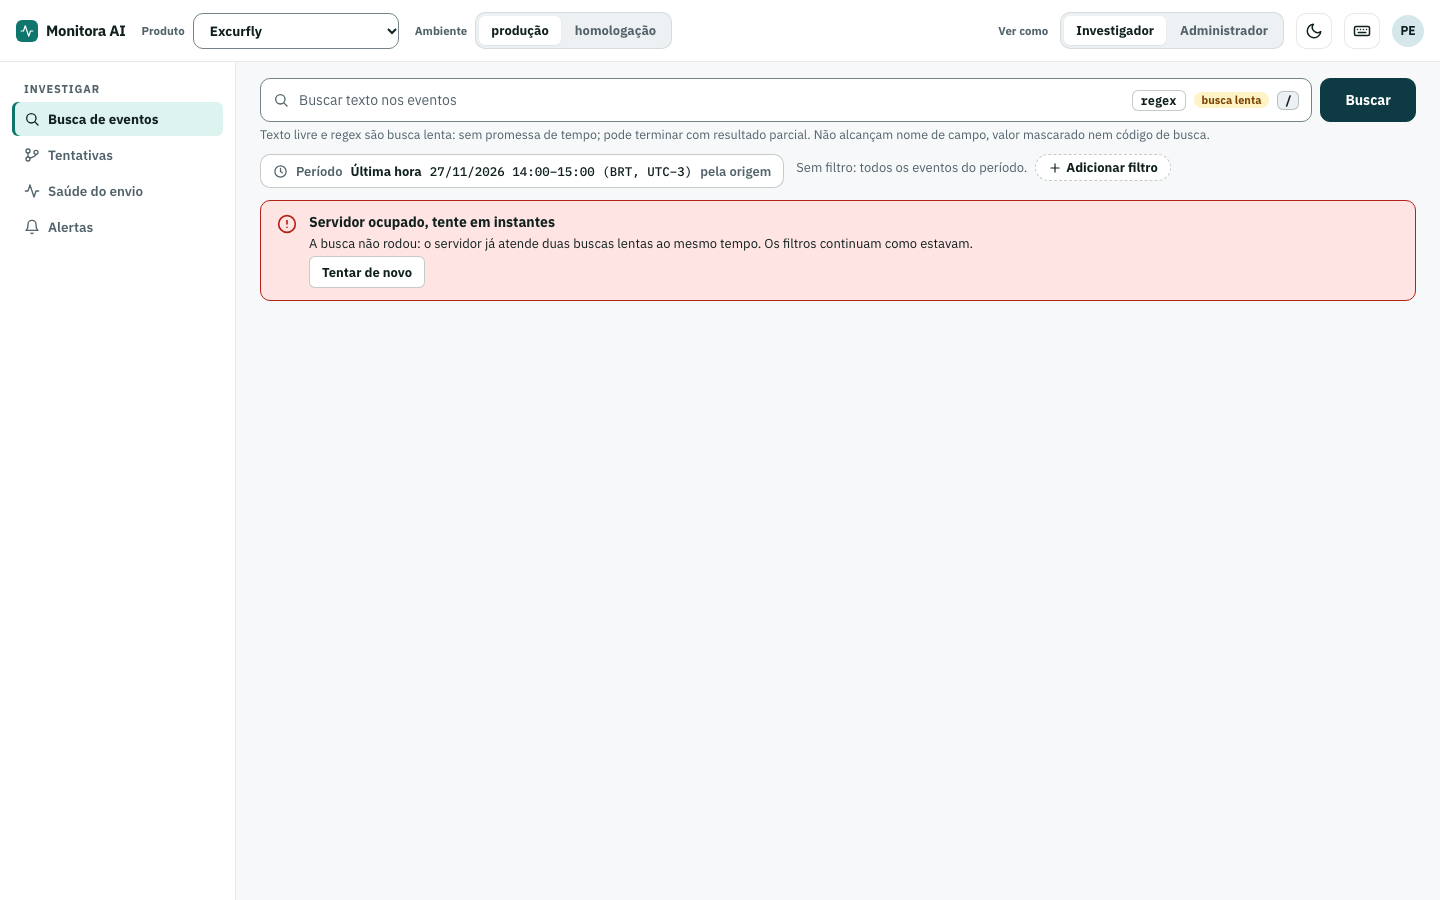 Monitora AI Produto Excurfly Ambiente produção homologação Ver como Investigador Administrador PE
INVESTIGAR
Busca de eventos
Tentativas
Saúde do envio
Alertas
Buscar texto nos eventos regex busca lenta / Buscar
Texto livre e regex são busca lenta: sem promessa de tempo; pode terminar com resultado parcial. Não alcançam nome de campo, valor mascarado nem código de busca.
Período Última hora 27/11/2026 14:00–15:00 (BRT, UTC−3) pela origem Sem filtro: todos os eventos do período. + Adicionar filtro
Servidor ocupado, tente em instantes
A busca não rodou: o servidor já atende duas buscas lentas ao mesmo tempo. Os filtros continuam como estavam.
Tentar de novo